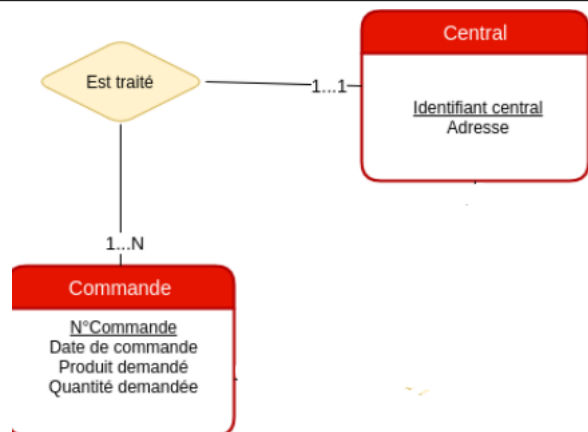 Central
Est traité
1...1
Identifiant central
Adresse
1...N
Commande
N°Commande
Date de commande
Produit demandé
Quantité demandée